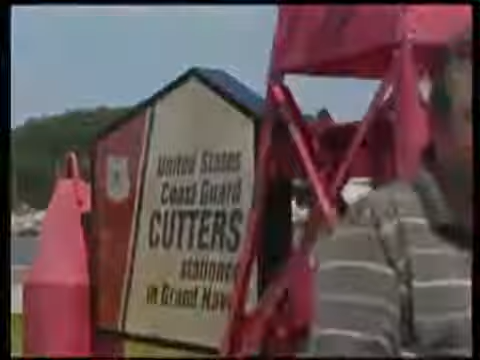 United States
Coast Guard
CUTTERS
stationed
in Grand Haven